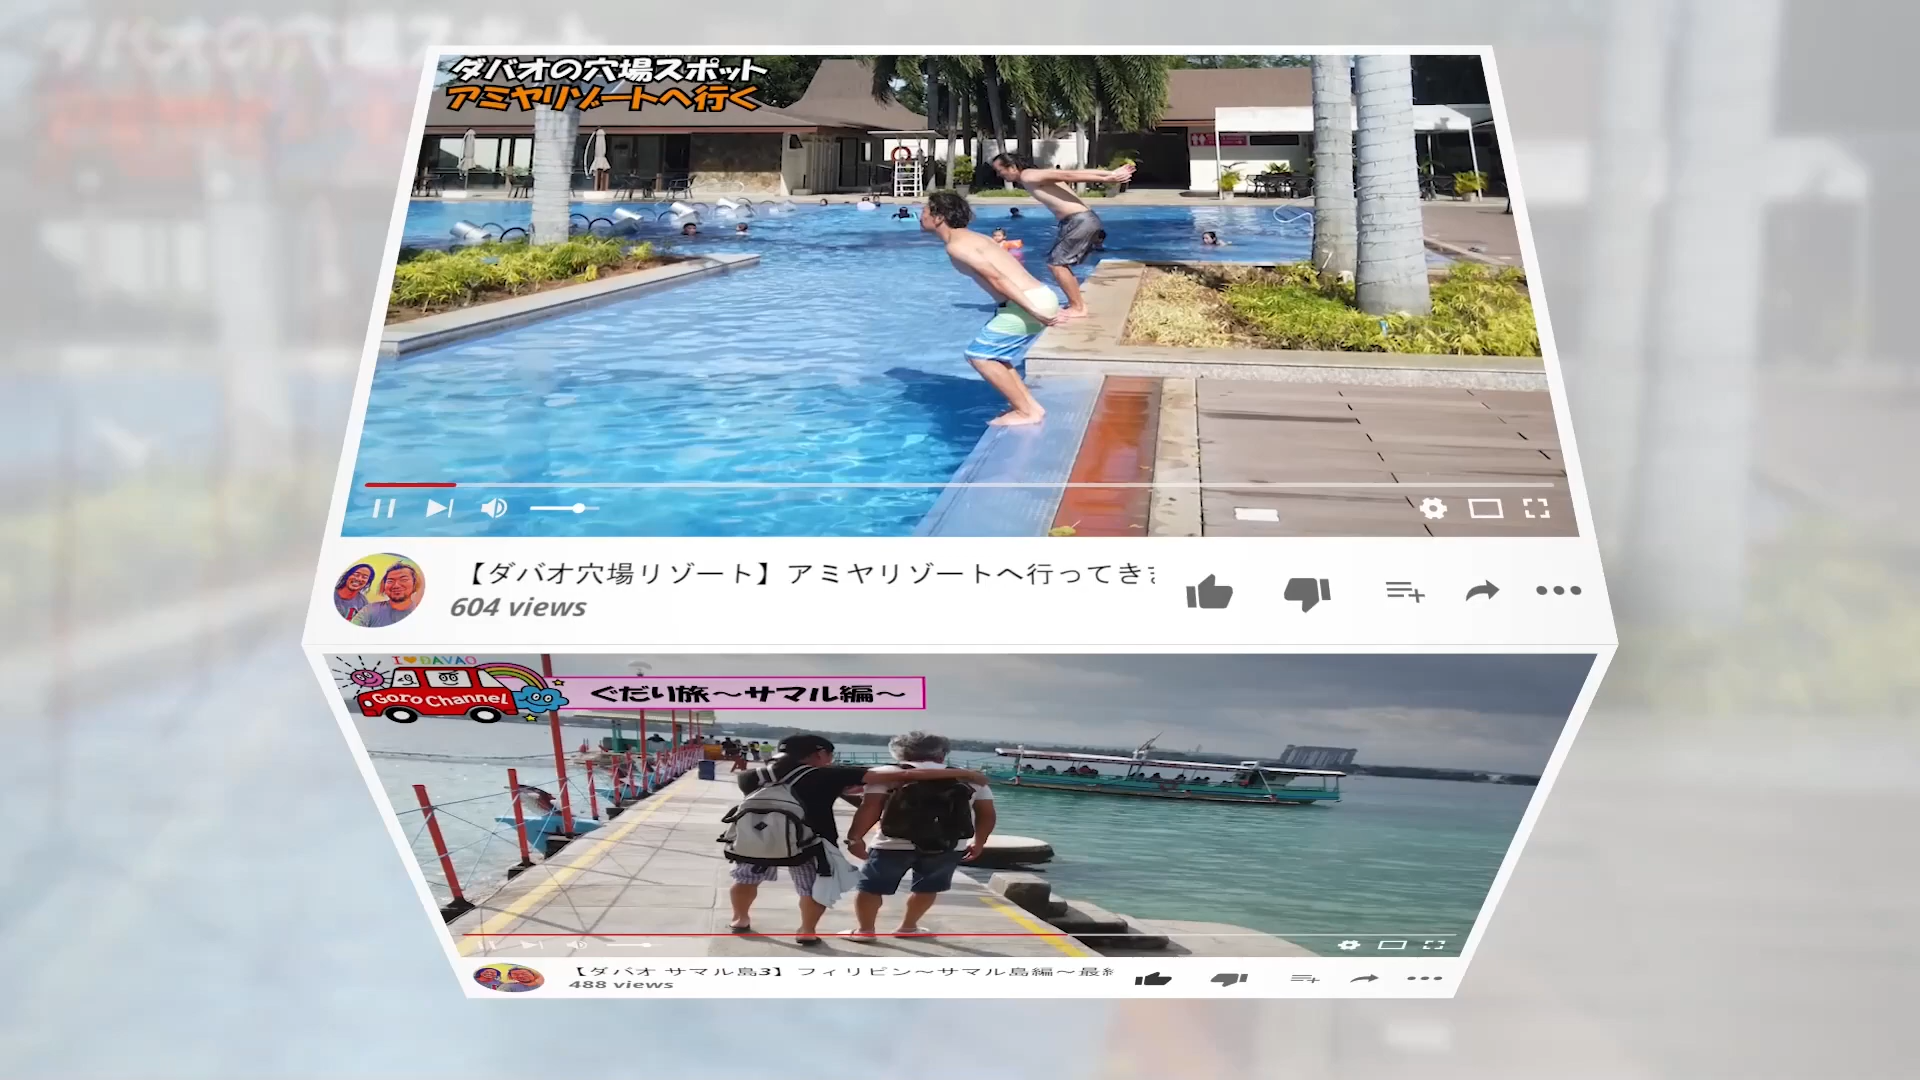 ダバオの穴場スポット
アミヤリゾートへ行く
【ダバオ穴場リゾート】アミヤリゾートへ行ってきま
604 views
I DAVAO
Goro Channel
ぐだり旅～サマル編～
【ダバオ サマル島3】フィリピン～サマル島編～最終
488 views